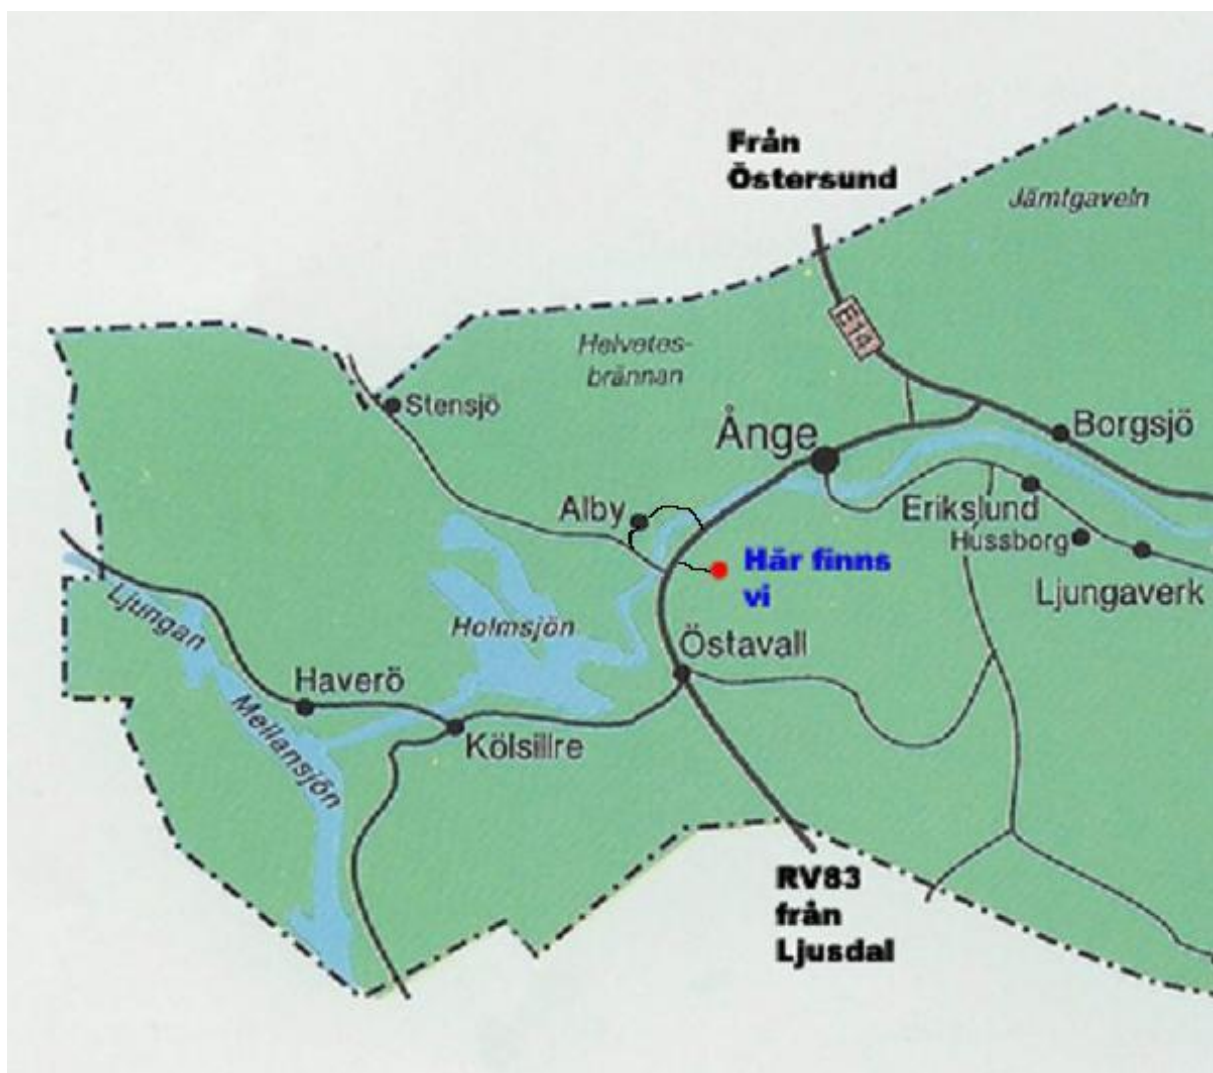 Från
Östersund
Jämtgaveln
E14
Helvetes-
brännan
Stensjö
Ånge
Borgsjö
Alby
Erikslund
Hussborg
Här finns
vi
Ljungaverk
Ljungan
Holmsjön
Östavall
Haverö
Mellansjön
Kölsillre
RV83
från
Ljusdal